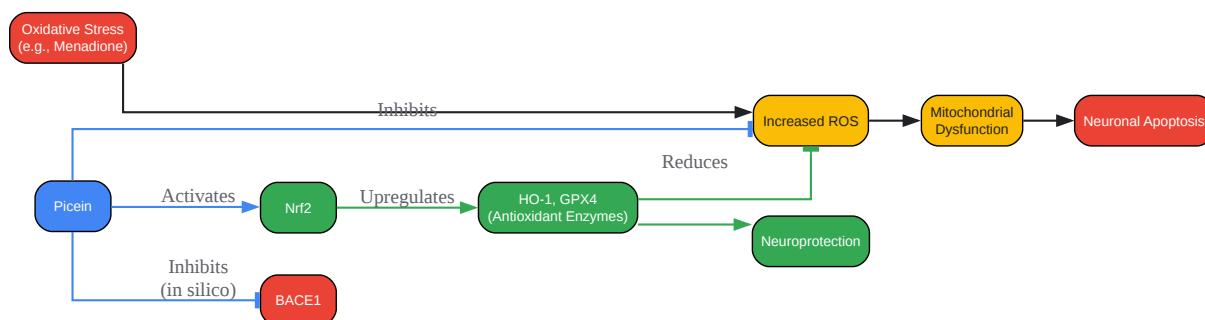 Oxidative Stress
(e.g., Menadione)
Inhibits
Increased ROS
Mitochondrial
Dysfunction
Neuronal Apoptosis
Reduces
Picein
Activates
Nrf2
Upregulates
HO-1, GPX4
(Antioxidant Enzymes)
Neuroprotection
Inhibits
(in silico)
BACE1